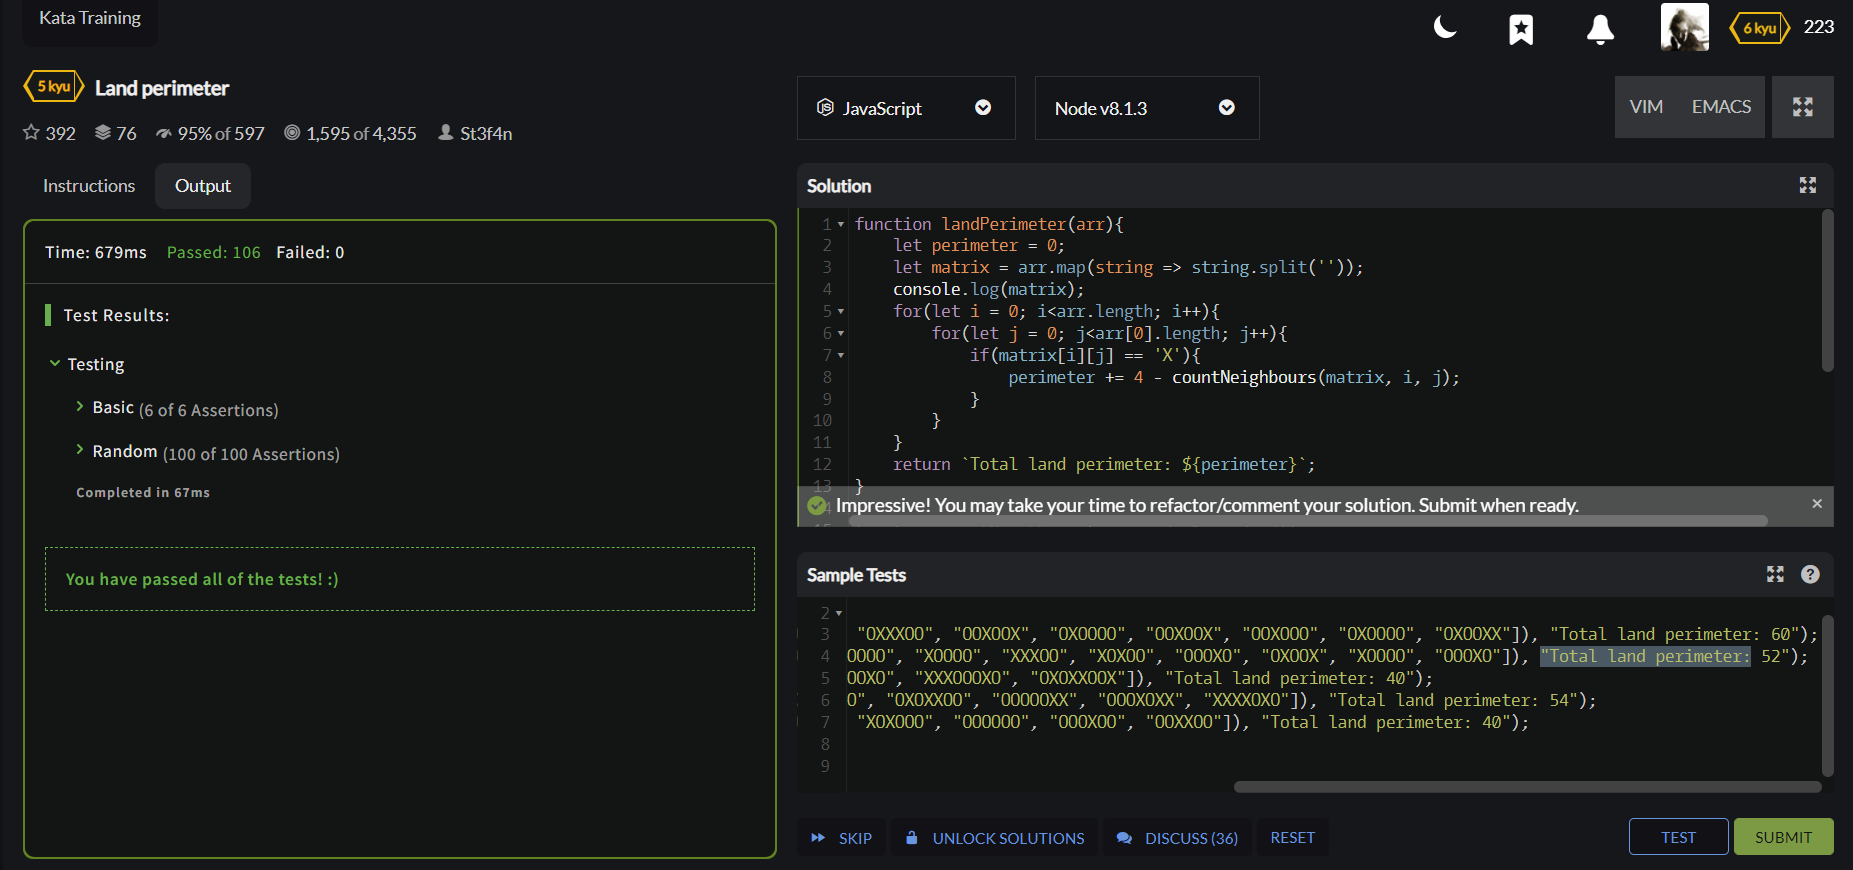 Kata Training
6 kyu 223
5 kyu Land perimeter
392 76 95% of 597 1,595 of 4,355 St3f4n
Instructions Output
Time: 679ms Passed: 106 Failed: 0
Test Results:
Testing
Basic (6 of 6 Assertions)
Random (100 of 100 Assertions)
Completed in 67ms
You have passed all of the tests! :)
JavaScript Node v8.1.3 VIM EMACS
Solution
1 function landPerimeter(arr){
2 let perimeter = 0;
3 let matrix = arr.map(string => string.split(''));
4 console.log(matrix);
5 for(let i = 0; i<arr.length; i++){
6 for(let j = 0; j<arr[0].length; j++){
7 if(matrix[i][j] == 'X'){
8 perimeter += 4 - countNeighbours(matrix, i, j);
9 }
10 }
11 }
12 return `Total land perimeter: ${perimeter}`;
13 }
Impressive! You may take your time to refactor/comment your solution. Submit when ready.
Sample Tests
2
3 "OXXXOO", "OOXOOX", "OXOOOO", "OOXOOX", "OOXOOO", "OXOOOO", "OXOOXX"]), "Total land perimeter: 60");
4 OOOO", "XOOOO", "XXXOO", "XOXOO", "OOOXO", "OXOOX", "XOOOO", "OOOXO"]), "Total land perimeter: 52");
5 OOXO", "XXXOOOXO", "OXOXXOOX"]), "Total land perimeter: 40");
6 O", "OXOXXOO", "OOOOOXX", "OOOXOXX", "XXXXOXO"]), "Total land perimeter: 54");
7 "XOXOOO", "OOOOOO", "OOOXOO", "OOXXOO"]), "Total land perimeter: 40");
8
9
SKIP UNLOCK SOLUTIONS DISCUSS (36) RESET TEST SUBMIT